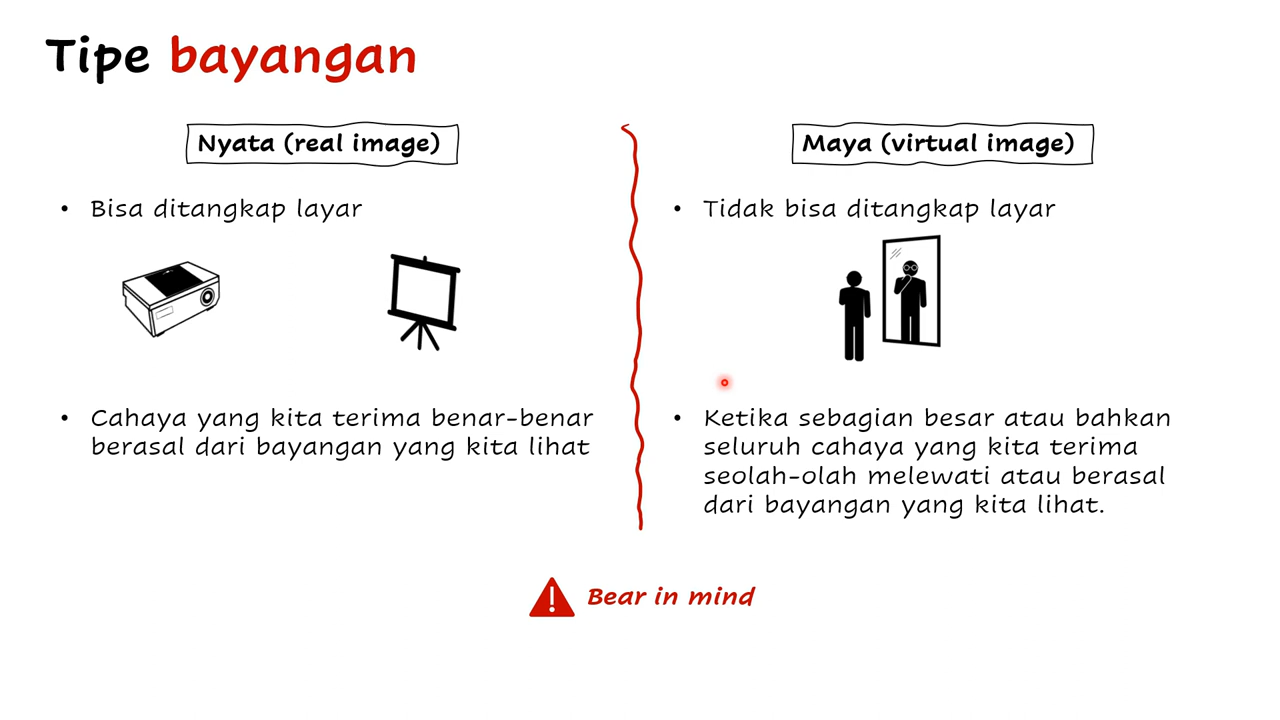 Tipe bayangan
Nyata (real image)
• Bisa ditangkap layar
• Cahaya yang kita terima benar-benar
berasal dari bayangan yang kita lihat
Maya (virtual image)
• Tidak bisa ditangkap layar
• Ketika sebagian besar atau bahkan
seluruh cahaya yang kita terima
seolah-olah melewati atau berasal
dari bayangan yang kita lihat.
Bear in mind